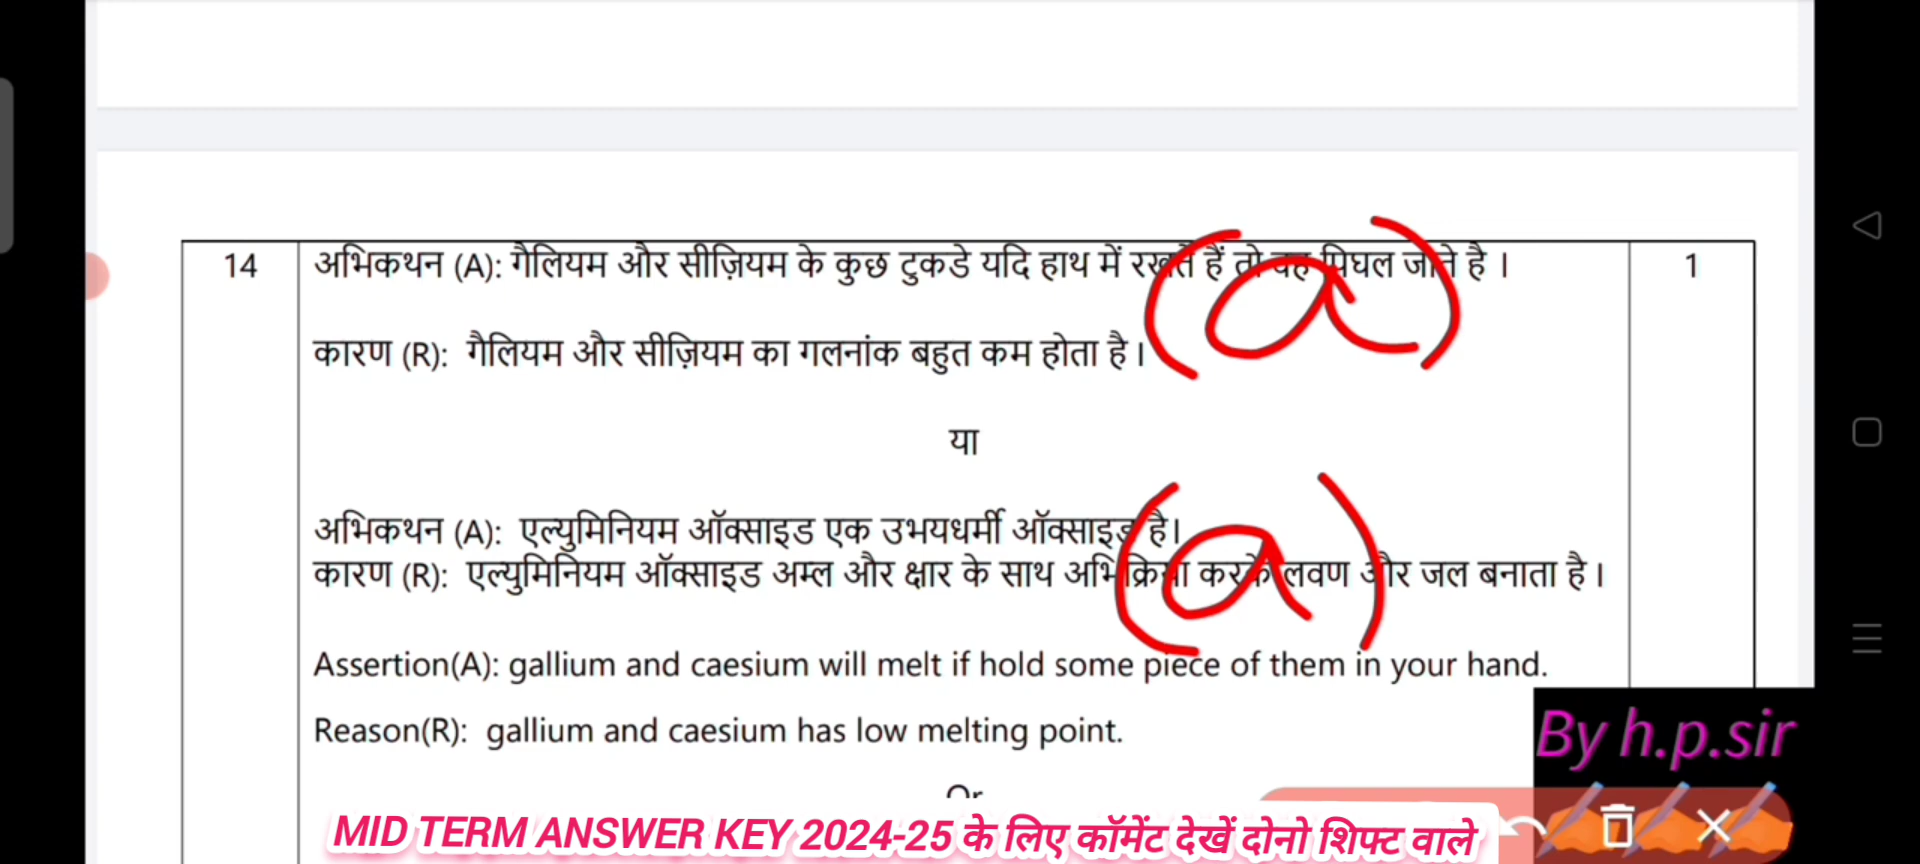 14
अभिकथन (A): गैलियम और सीज़ियम के कुछ टुकडे यदि हाथ में रखते हैं तो वह पिघल जाते है ।
1
कारण (R): गैलियम और सीज़ियम का गलनांक बहुत कम होता है ।
(a)
या
अभिकथन (A): एल्युमिनियम ऑक्साइड एक उभयधर्मी ऑक्साइड है।
कारण (R): एल्युमिनियम ऑक्साइड अम्ल और क्षार के साथ अभिक्रिया करके लवण और जल बनाता है ।
(a)
Assertion(A): gallium and caesium will melt if hold some piece of them in your hand.
Reason(R): gallium and caesium has low melting point.
Or
By h.p.sir
MID TERM ANSWER KEY 2024-25 के लिए कॉमेंट देखें दोनो शिफ्ट वाले